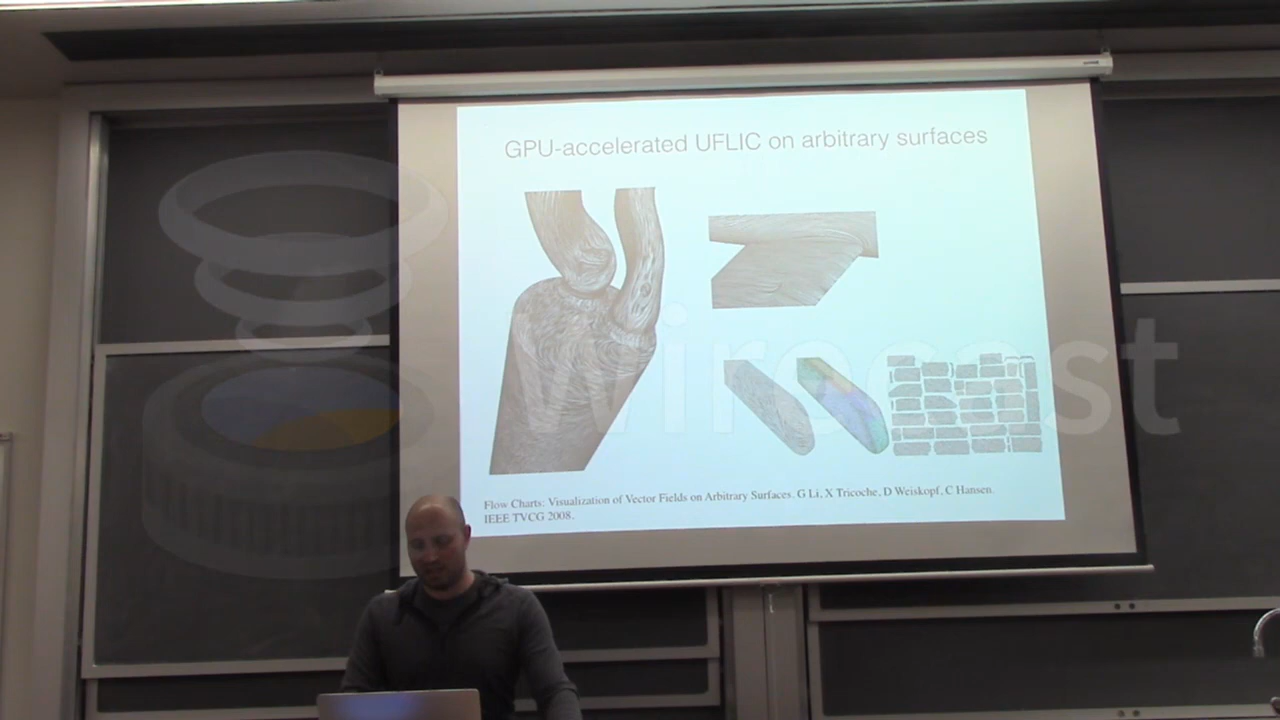 GPU-accelerated UFLIC on arbitrary surfaces
Flow Charts: Visualization of Vector Fields on Arbitrary Surfaces. G Li, X Tricoche, D Weiskopf, C Hansen.
IEEE TVCG 2008.
wirecast